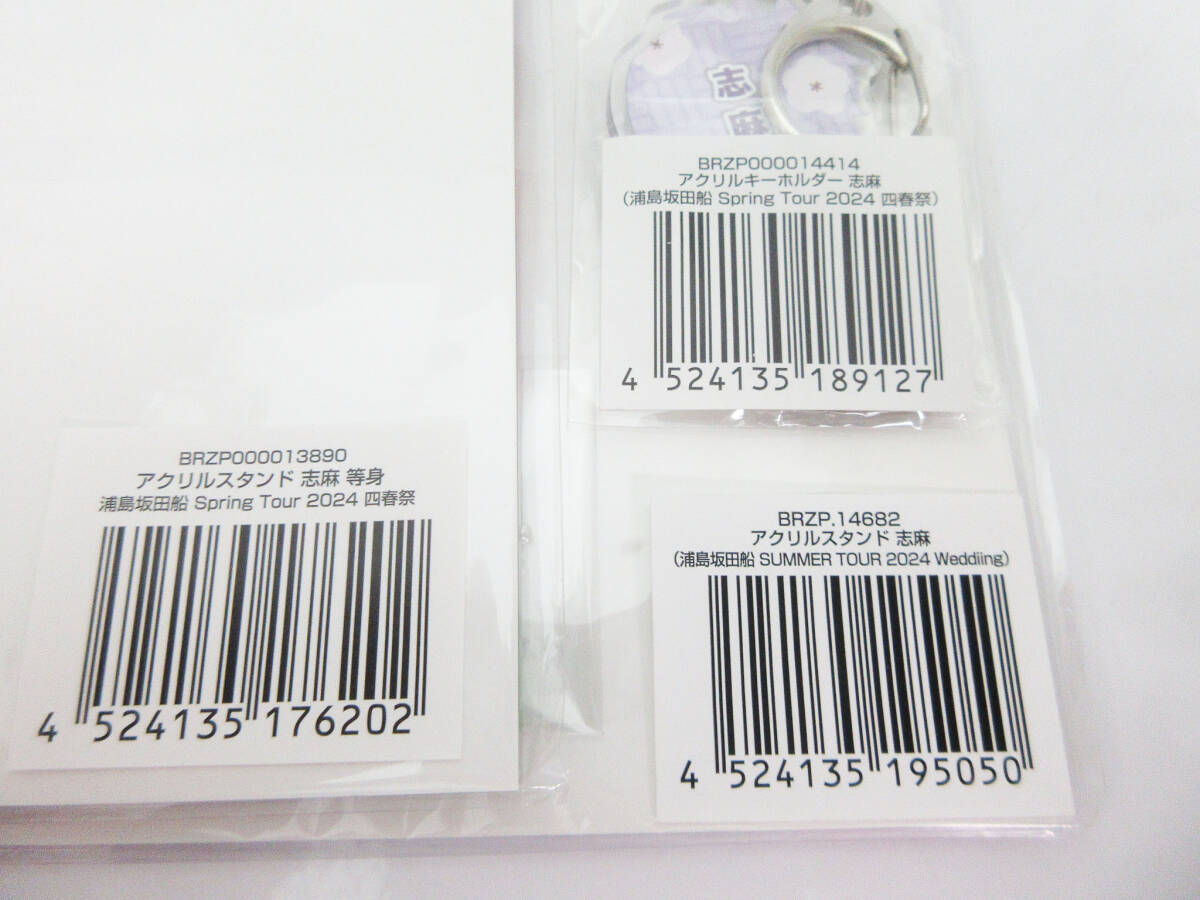 志麻
BRZP000014414
アクリルキーホルダー 志麻
（浦島坂田船 Spring Tour 2024 四春祭）
4 524135 189127
BRZP000013890
アクリルスタンド 志麻 等身
浦島坂田船 Spring Tour 2024 四春祭
4 524135 176202
BRZP.14682
アクリルスタンド 志麻
（浦島坂田船 SUMMER TOUR 2024 Weddiing）
4 524135 195050